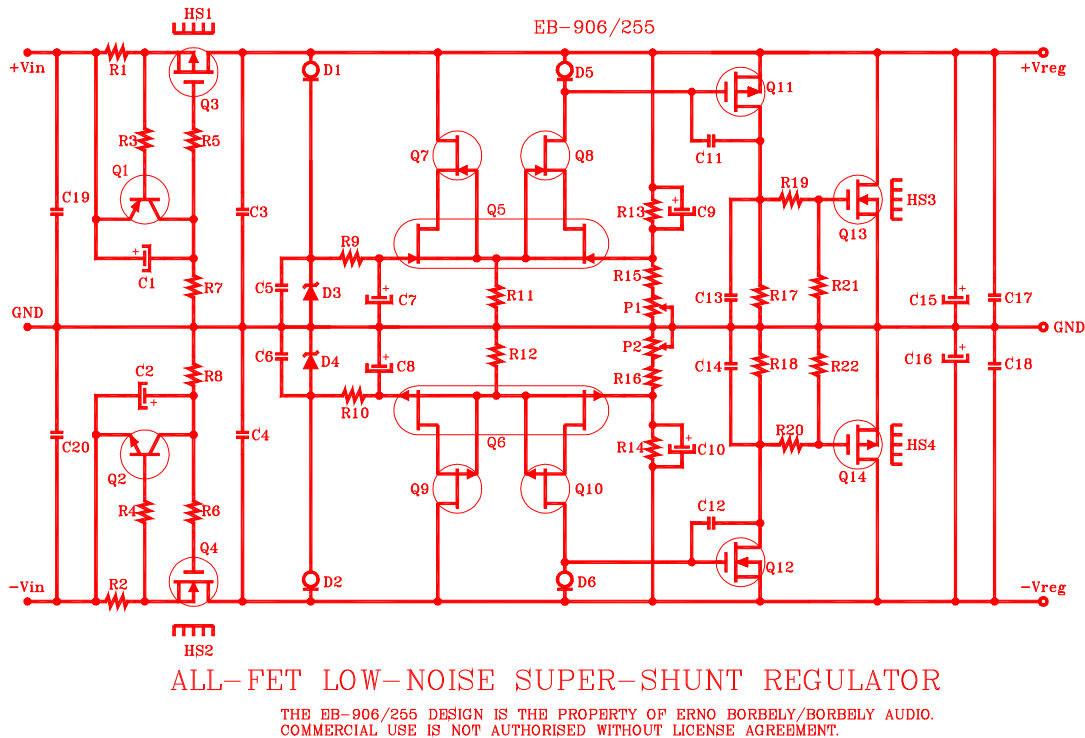 HS1
EB-906/255
+Vin
R1
D1
D5
+Vreg
Q3
Q11
R3
R5
Q7
Q8
C11
Q1
R19
C19
HS3
Q5
C3
R13
+
C9
Q13
R9
+
C1
R15
R7
C5
D3
+
C7
R11
P1
C13
R17
R21
C15
+
C17
GND
GND
C6
D4
+
C8
R12
P2
C16
+
C2
+
R8
R16
C14
R18
R22
C18
R10
C20
C4
Q6
R14
+
C10
R20
HS4
Q2
Q9
Q10
Q14
R4
R6
C12
Q4
Q12
-Vin
R2
D2
D6
-Vreg
HS2
ALL-FET LOW-NOISE SUPER-SHUNT REGULATOR
THE EB-906/255 DESIGN IS THE PROPERTY OF ERNO BORBELY/BORBELY AUDIO.
COMMERCIAL USE IS NOT AUTHORISED WITHOUT LICENSE AGREEMENT.